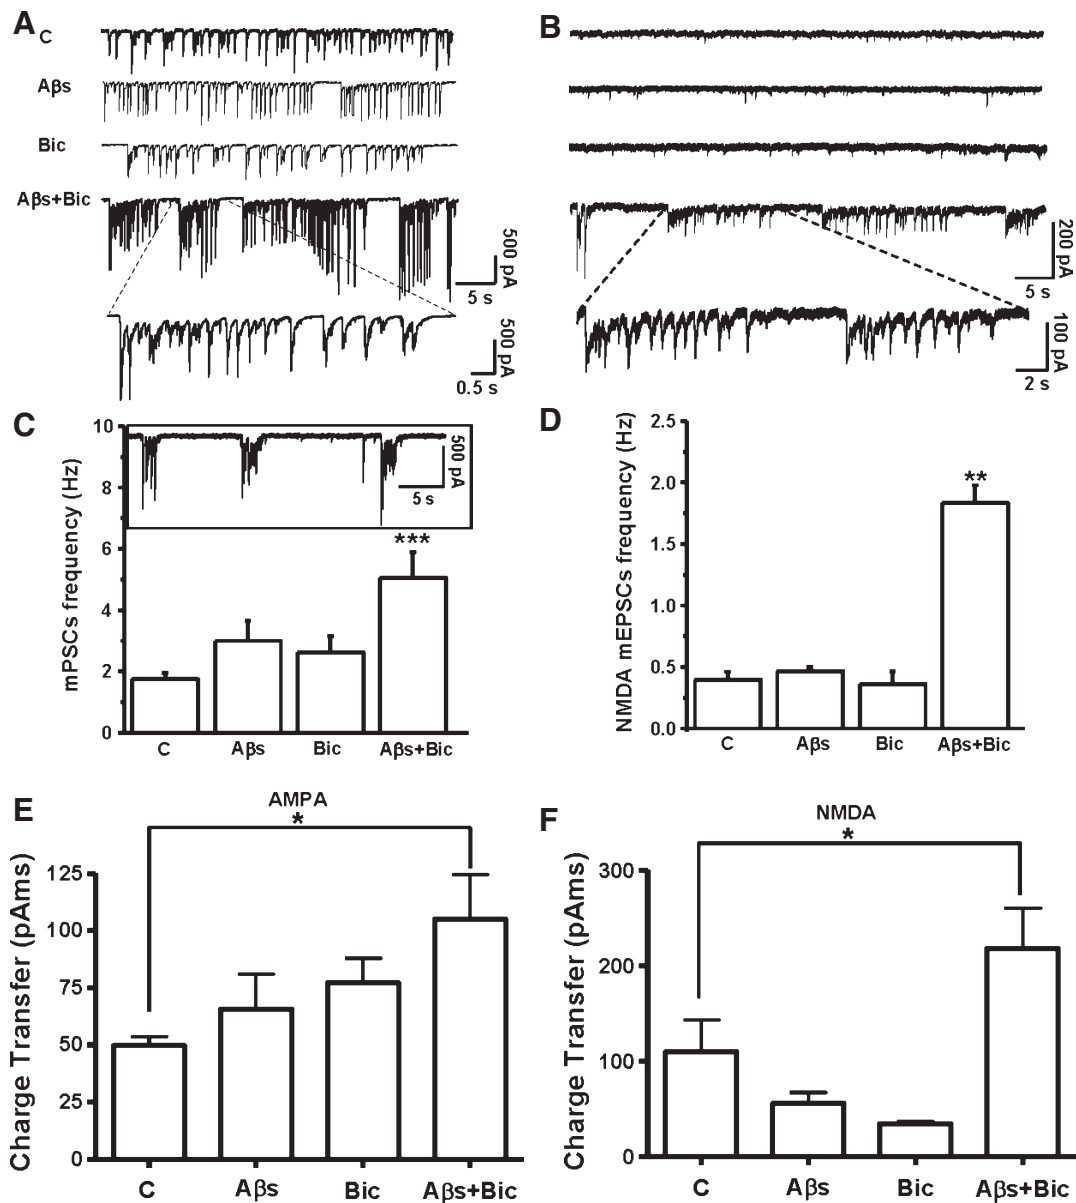 A
C
Aβs
Bic
Aβs+Bic
500 pA
5 s
500 pA
0.5 s
B
200 pA
5 s
100 pA
2 s
C
mPSCs frequency (Hz)
10
8
6
4
2
0
500 pA
5 s
***
C
Aβs
Bic
Aβs+Bic
D
NMDA mEPSCs frequency (Hz)
2.5
2.0
1.5
1.0
0.5
0.0
**
C
Aβs
Bic
Aβs+Bic
E
AMPA
*
Charge Transfer (pAms)
125
100
75
50
25
0
C
Aβs
Bic
Aβs+Bic
F
NMDA
*
Charge Transfer (pAms)
300
200
100
0
C
Aβs
Bic
Aβs+Bic